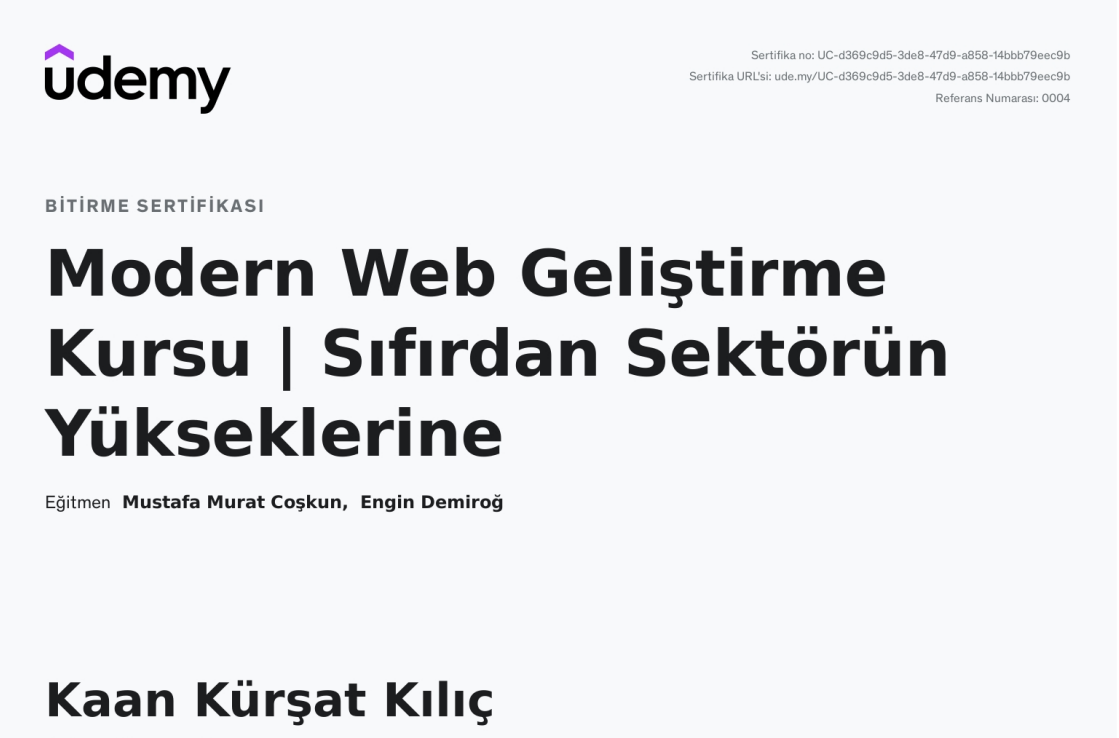 udemy
Sertifika no: UC-d369c9d5-3de8-47d9-a858-14bbb79eec9b
Sertifika URL'si: ude.my/UC-d369c9d5-3de8-47d9-a858-14bbb79eec9b
Referans Numarası: 0004
BİTİRME SERTİFİKASI
Modern Web Geliştirme
Kursu | Sıfırdan Sektörün
Yükseklerine
Eğitmen Mustafa Murat Coşkun, Engin Demiroğ
Kaan Kürşat Kılıç